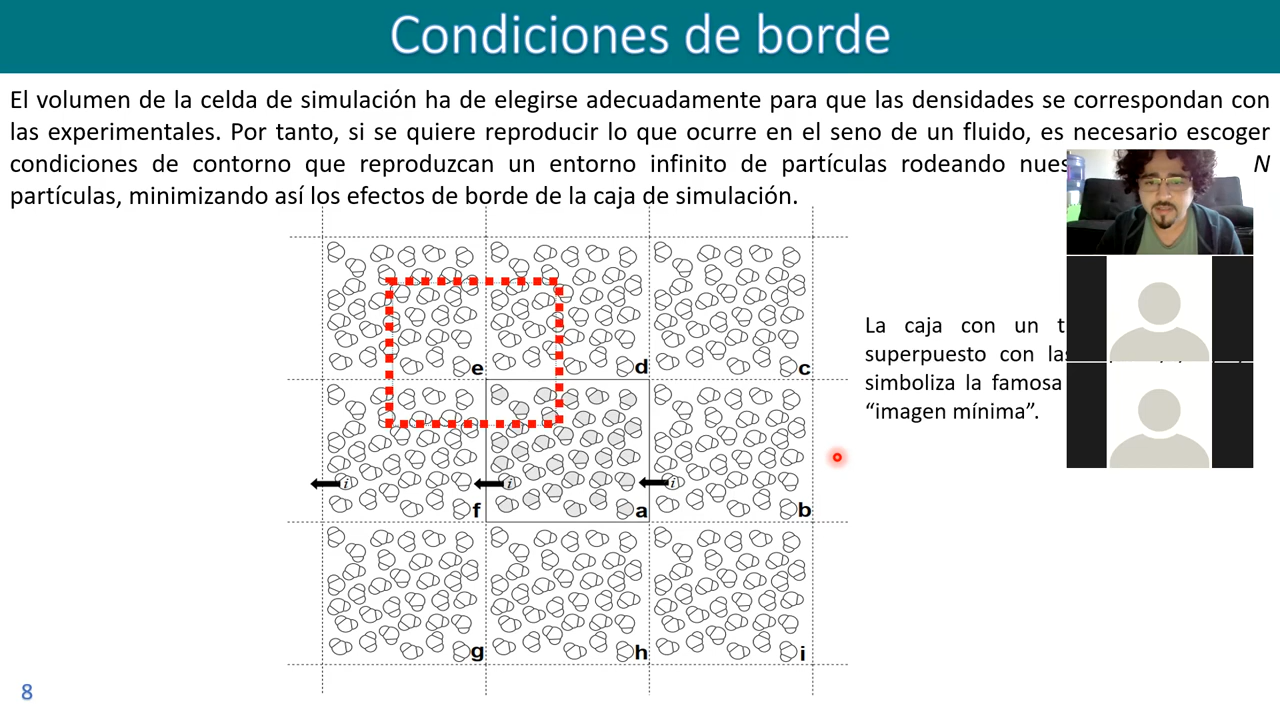 Condiciones de borde
El volumen de la celda de simulación ha de elegirse adecuadamente para que las densidades se correspondan con
las experimentales. Por tanto, si se quiere reproducir lo que ocurre en el seno de un fluido, es necesario escoger
condiciones de contorno que reproduzcan un entorno infinito de partículas rodeando N
partículas, minimizando así los efectos de borde de la caja de simulación.
e d c
La caja con un
superpuesto con
simboliza la famosa
“imagen mínima”.
i i i
f a b
g h i
8